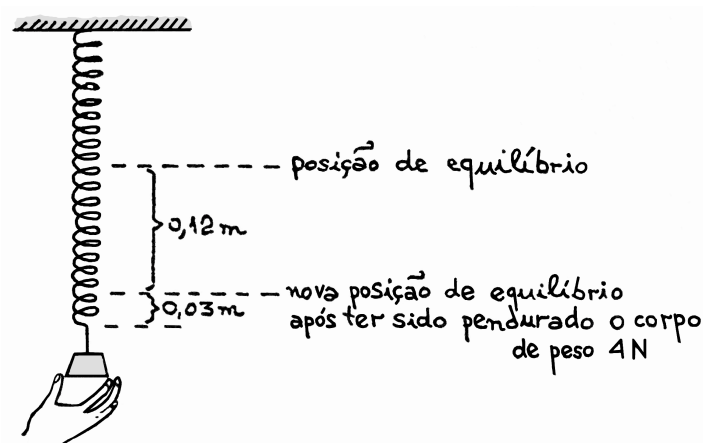 posição de equilíbrio
0,12 m
nova posição de equilíbrio
0,03 m
após ter sido pendurado o corpo
de peso 4 N